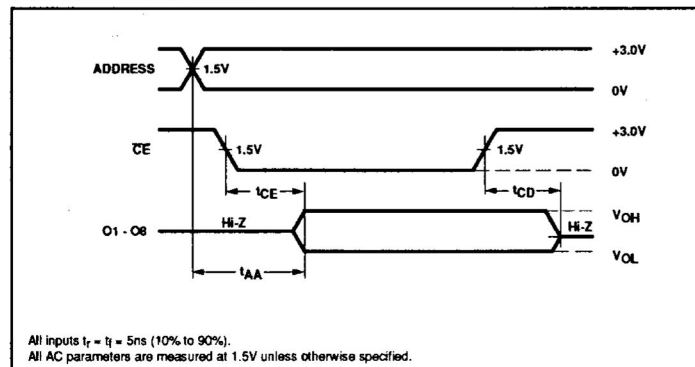 +3.0V
ADDRESS
1.5V
0V
+3.0V
CE
1.5V
1.5V
0V
tCE
tCD
VOH
Hi-Z
Hi-Z
O1 - O8
VOL
tAA
All inputs tr = tf = 5ns (10% to 90%).
All AC parameters are measured at 1.5V unless otherwise specified.